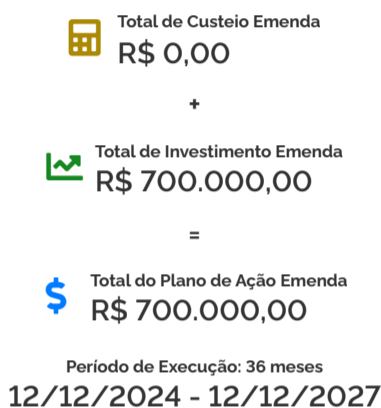 Total de Custeio Emenda
R$ 0,00
+
Total de Investimento Emenda
R$ 700.000,00
=
Total do Plano de Ação Emenda
R$ 700.000,00
Período de Execução: 36 meses
12/12/2024 - 12/12/2027